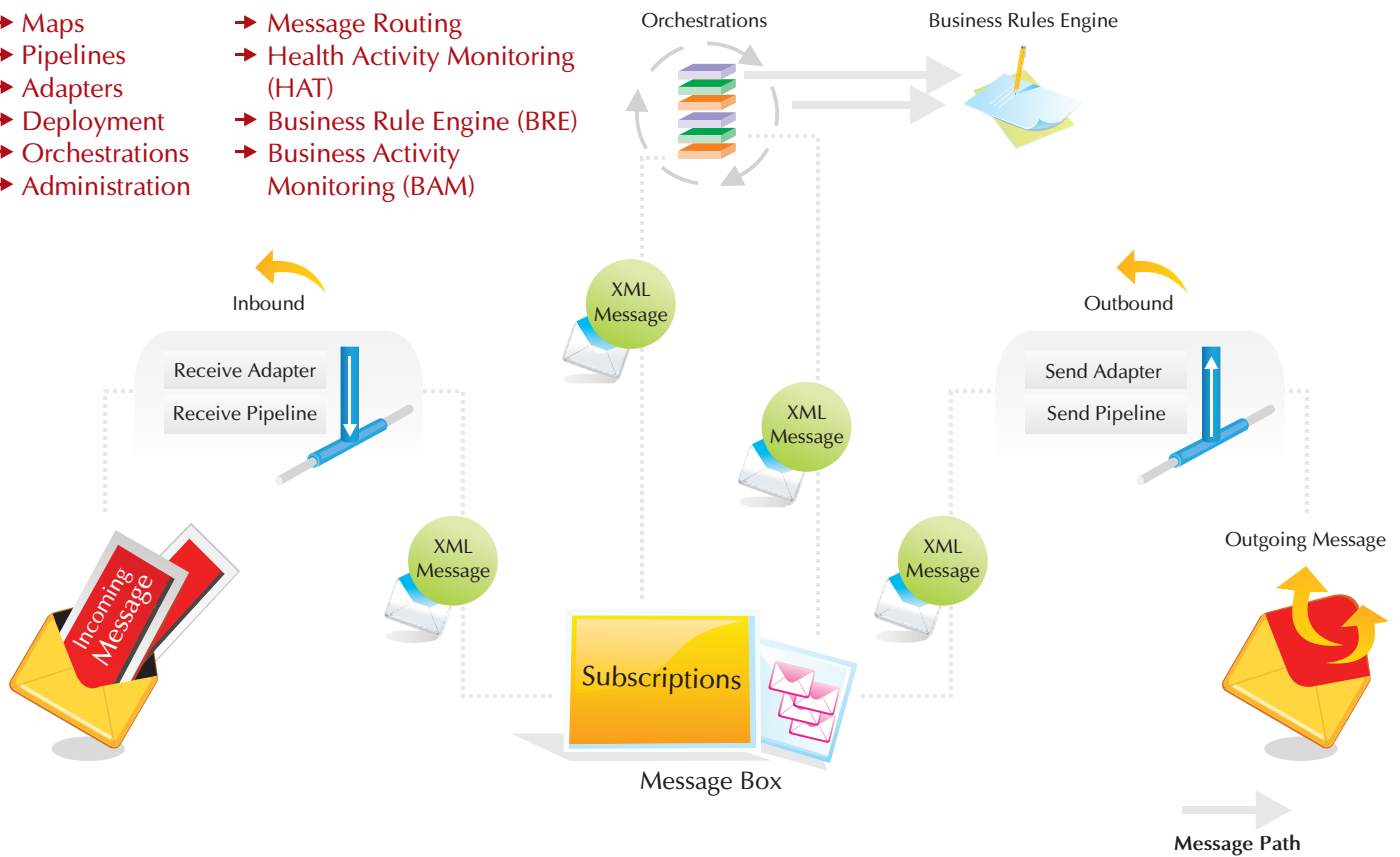 Maps
Pipelines
Adapters
Deployment
Orchestrations
Administration
Message Routing
Health Activity Monitoring
(HAT)
Business Rule Engine (BRE)
Business Activity
Monitoring (BAM)
Orchestrations
Business Rules Engine
Inbound
Receive Adapter
Receive Pipeline
XML
Message
XML
Message
Outbound
Send Adapter
Send Pipeline
XML
Message
XML
Message
Incoming
Message
Outgoing Message
Subscriptions
Message Box
Message Path